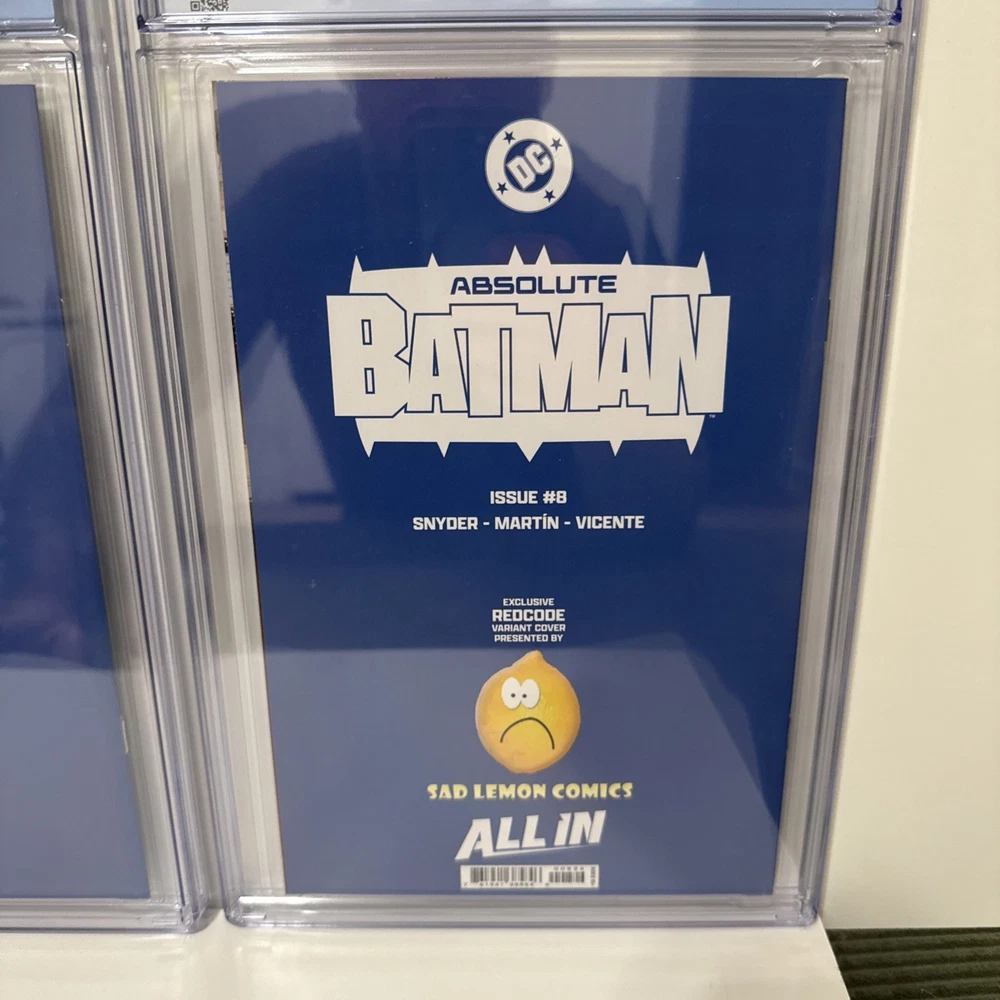 DC
ABSOLUTE
BATMAN
™
ISSUE #8
SNYDER - MARTÍN - VICENTE
EXCLUSIVE
REDCODE
VARIANT COVER
PRESENTED BY
SAD LEMON COMICS
ALL IN